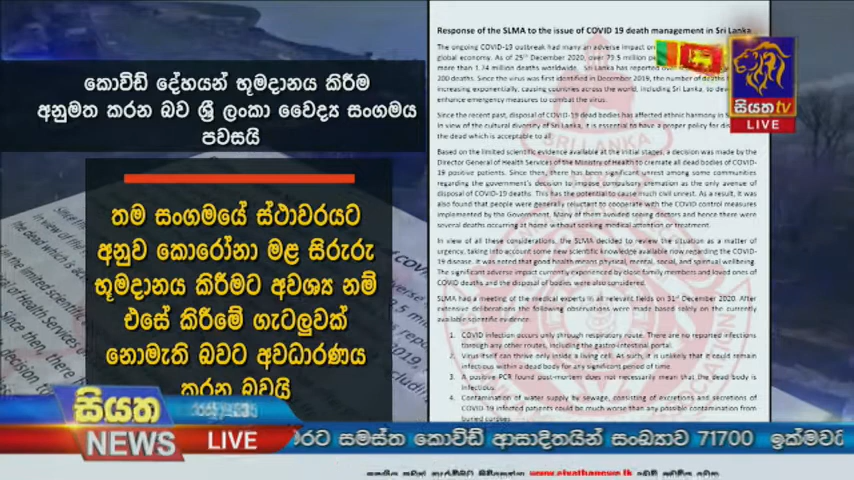 කොවිඩ් දේහයන් භූමදානය කිරීම
අනුමත කරන බව ශ්‍රී ලංකා වෛද්‍ය සංගමය
පවසයි
තම සංගමයේ ස්ථාවරයට
අනුව කොරෝනා මළ සිරුරු
භූමදානය කිරීමට අවශ්‍ය නම්
එසේ කිරීමේ ගැටලුවක්
නොමැති බවට අවධාරණය
කරන බවයි
Response of the SLMA to the issue of COVID 19 death management in Sri Lanka
The ongoing COVID-19 outbreak had many an adverse impact on
global economy. As of 25th December 2020, over 79.5 million pe
more than 1.74 million deaths worldwide. Sri Lanka has reported
200 deaths. Since the virus was first identified in December 2019, the number of deaths
increasing exponentially, causing countries across the world, including Sri Lanka, to
enhance emergency measures to combat the virus.
Since the recent past, disposal of COVID-19 dead bodies has affected ethnic harmony in
In view of the cultural diversity of Sri Lanka, it is essential to have a proper policy for
the dead which is acceptable to all.
Based on the limited scientific evidence available at the initial stages, a decision was made by the
Director General of Health Services of the Ministry of Health to cremate all dead bodies of COVID-
19 positive patients. Since then, there has been significant unrest among some communities
regarding the government's decision to impose compulsory cremation as the only avenue of
disposal of COVID-19 deaths. This has the potential to cause much civil unrest. As a result, it was
also found that people were generally reluctant to cooperate with the COVID control measures
implemented by the Government. Many of them avoided seeing doctors and hence there were
several deaths occurring at home without seeking medical attention or treatment.
In view of all these considerations, the SLMA decided to review the situation as a matter of
urgency, taking into account some new scientific knowledge available now regarding the COVID-
19 disease. It was noted that good health means physical, mental, social, and spiritual wellbeing.
The significant adverse impact currently experienced by close family members and loved ones of
COVID deaths and the disposal of bodies were also considered.
SLMA had a meeting of the medical experts in all relevant fields on 31st December 2020. After
extensive deliberations the following observations were made based solely on the currently
available scientific evidence.
1. COVID infection occurs only through respiratory route. There are no reported infections
through any other routes, including the gastro-intestinal portal.
2. Virus itself can thrive only inside a living cell. As such, it is unlikely that it could remain
infectious within a dead body for any significant period of time.
3. A positive PCR found post-mortem does not necessarily mean that the dead body is
infectious.
4. Contamination of water supply by sewage, consisting of excretions and secretions of
COVID-19 infected patients could be much worse than any possible contamination from
buried corpses.
සියත tv
LIVE
සියත
NEWS
LIVE
සමස්ත කොවිඩ් ආසාදිතයින් සංඛ්‍යාව 71700
www.siyathanews.lk